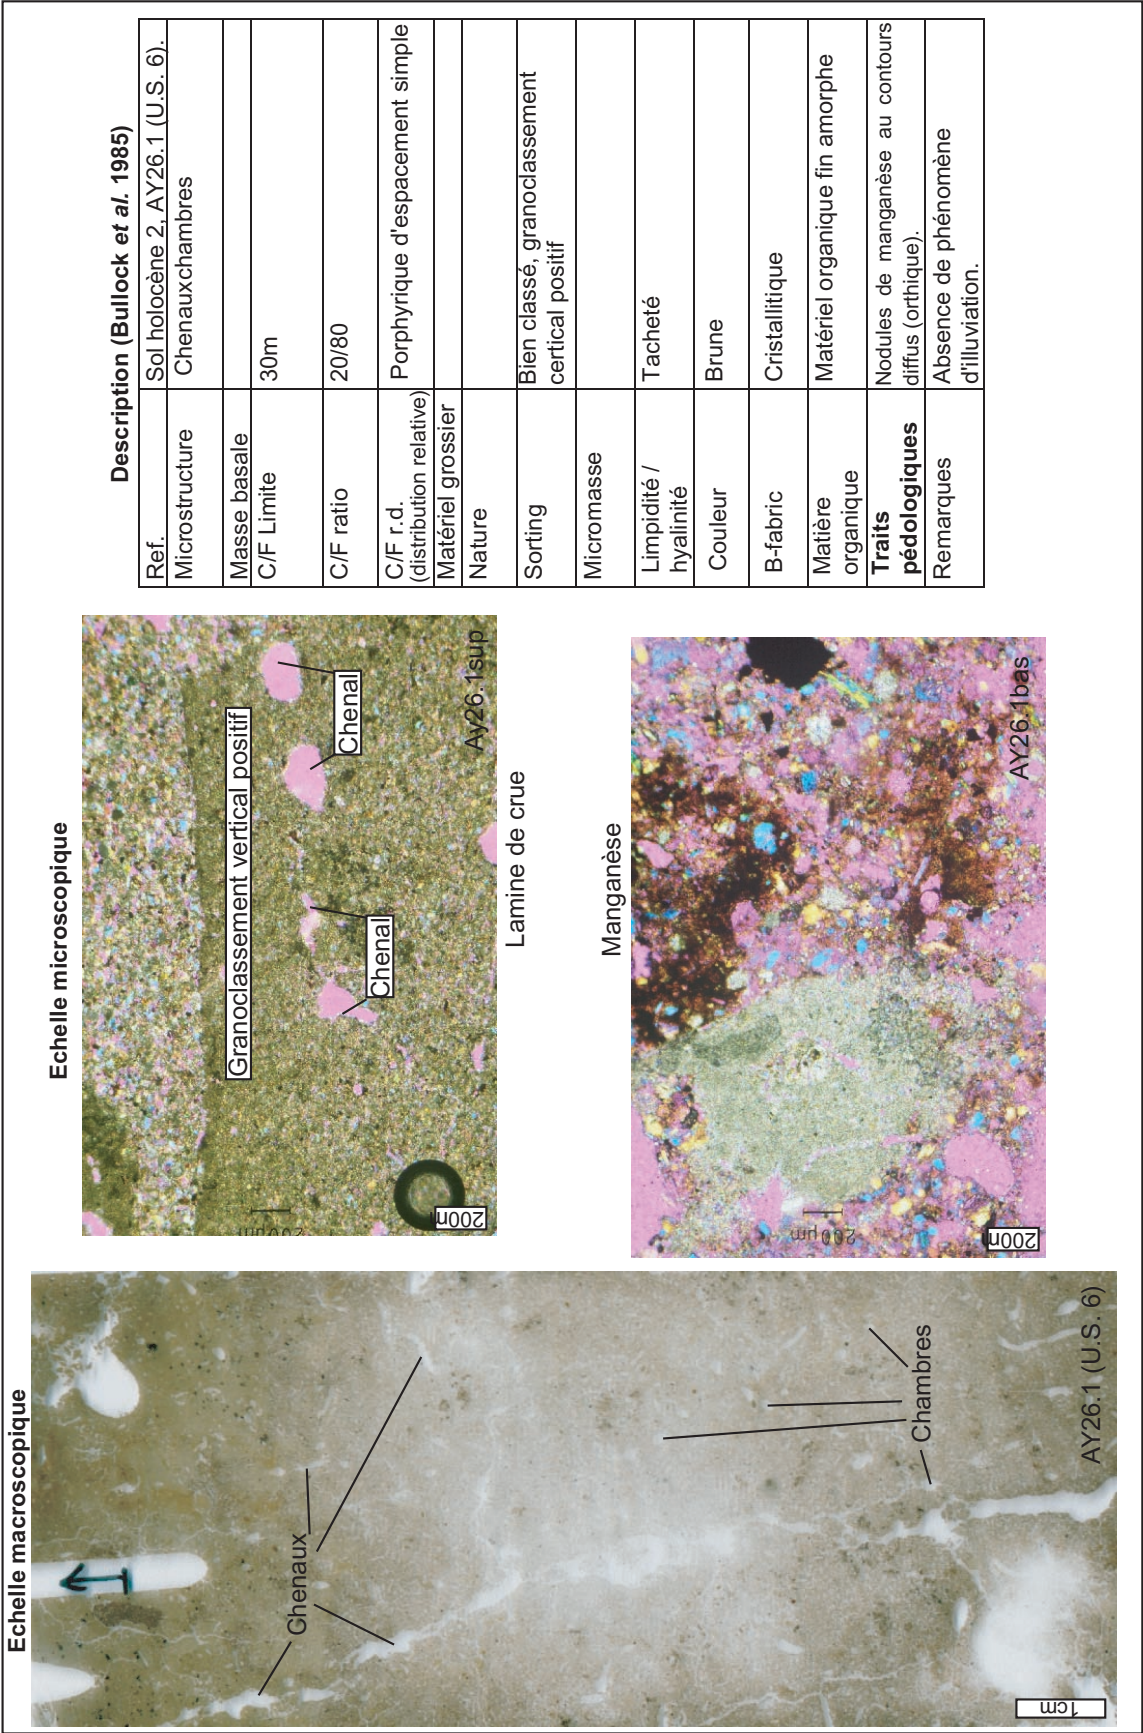 Echelle macroscopique
Chenaux
Chambres
AY26.1 (U.S. 6)
1cm
Echelle microscopique
Granoclassement vertical positif
Chenal
Chenal
Ay26.1sup
200µm
200m
Lamine de crue
Manganèse
AY26.1bas
200µm
200m
Description (Bullock et al. 1985)
Ref. Sol holocène 2, AY26.1 (U.S. 6).
Microstructure Chenauxchambres
Masse basale
C/F Limite 30m
C/F ratio 20/80
C/F r.d. Porphyrique d'espacement simple
(distribution relative)
Matériel grossier
Nature
Sorting Bien classé, granoclassement
certical positif
Micromasse
Limpidité / Tacheté
hyalinité
Couleur Brune
B-fabric Cristallitique
Matière Matériel organique fin amorphe
organique
Traits Nodules de manganèse au contours
pédologiques diffus (orthique).
Remarques Absence de phénomène
d'illuviation.